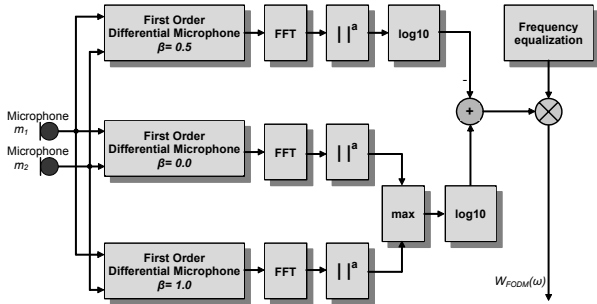 First Order
Differential Microphone
β= 0.5
FFT
| |a
log10
Frequency
equalization
-
Microphone
m1
+
Microphone
m2
First Order
Differential Microphone
β= 0.0
FFT
| |a
max
log10
First Order
Differential Microphone
β= 1.0
FFT
| |a
WFODM(ω)